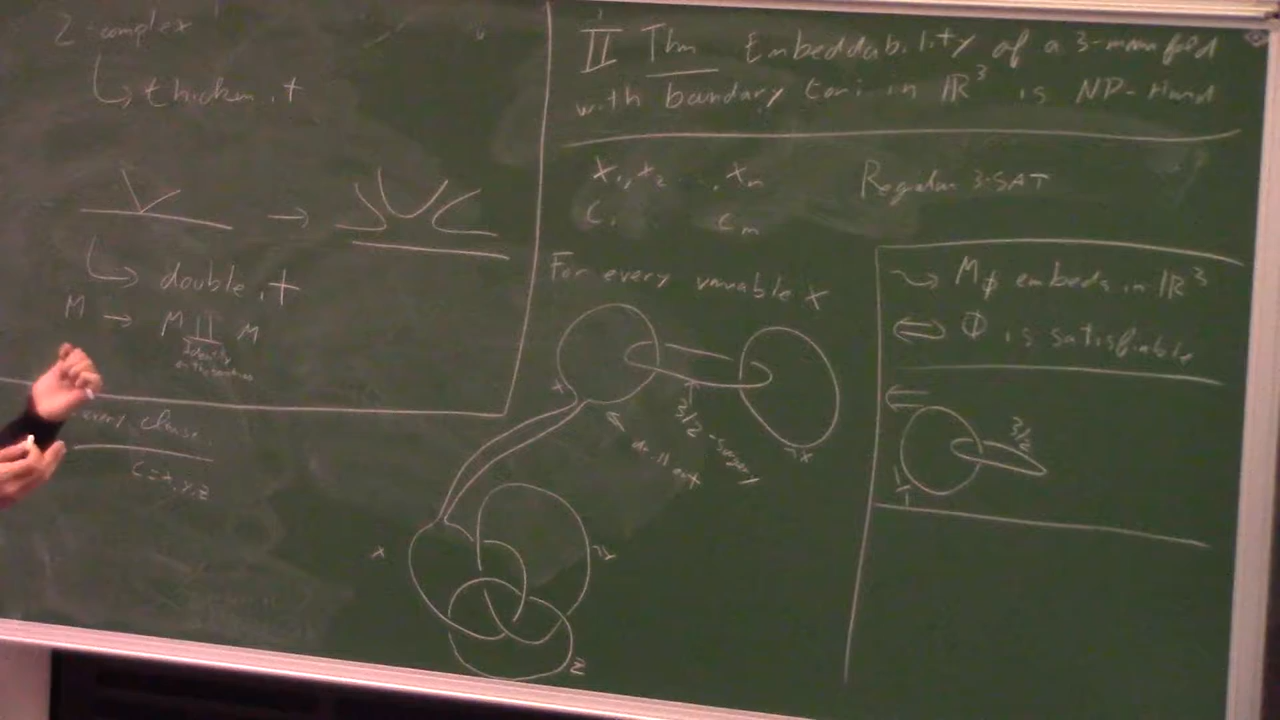 2-complex
thicken it
double it
M → M ∐ M
every clause
C = x, y, z
II Thm Embeddability of a 3-manifold
with boundary tori in ℝ³ is NP-Hard
x₁, x₂ ..., xₙ Regular 3-SAT
C₁ Cₘ
For every variable x
x
3/2-surgery
drill out
¬x
x
y
z
⤳ Mϕ embeds in ℝ³
⟺ Φ is satisfiable
⟸
3/2